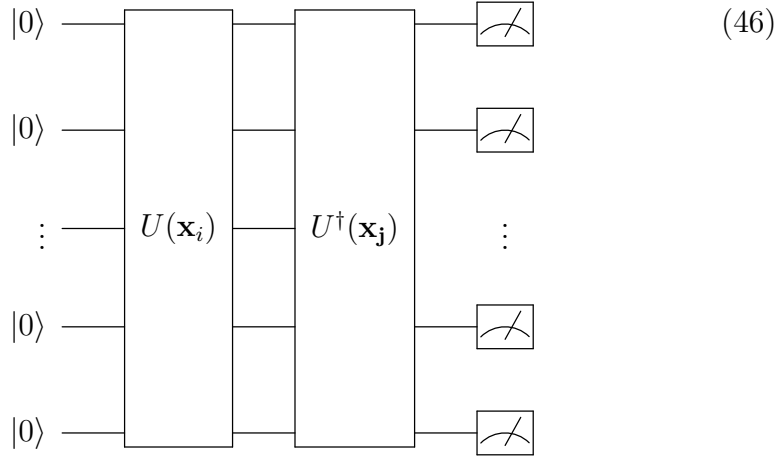 |0⟩ (46)
|0⟩
⋮ U(x_i) U†(x_j) ⋮
|0⟩
|0⟩